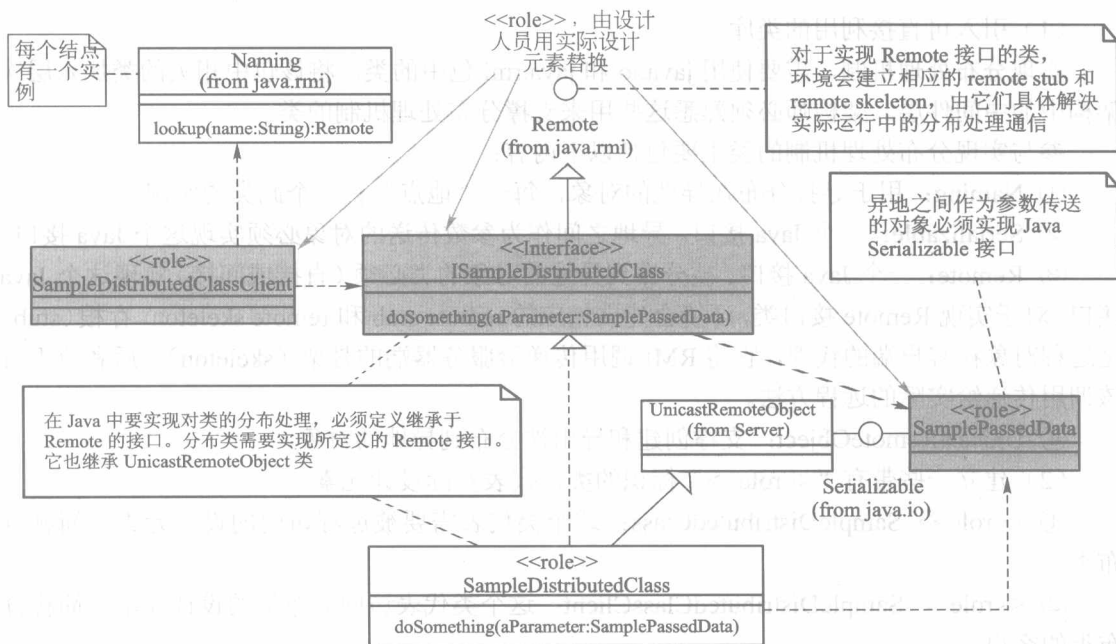 每个结点
有一个实
例
Naming
(from java.rmi)
lookup(name:String):Remote
<<role>>，由设计
人员用实际设计
元素替换
Remote
(from java,rmi)
对于实现 Remote 接口的类，
环境会建立相应的 remote stub 和
remote skeleton，由它们具体解决
实际运行中的分布处理通信
异地之间作为参数传送
的对象必须实现 Java
Serializable 接口
<<role>>
SampleDistributedClassClient
<<Interface>>
ISampleDistributedClass
doSomething(aParameter:SamplePassedData)
在 Java 中要实现对类的分布处理，必须定义继承于
Remote 的接口。分布类需要实现所定义的 Remote 接口。
它也继承 UnicastRemoteObject 类
UnicastRemoteObject
(from Server)
<<role>>
SamplePassedData
Serializable
(from java.io)
<<role>>
SampleDistributedClass
doSomething(aParameter:SamplePassedData)